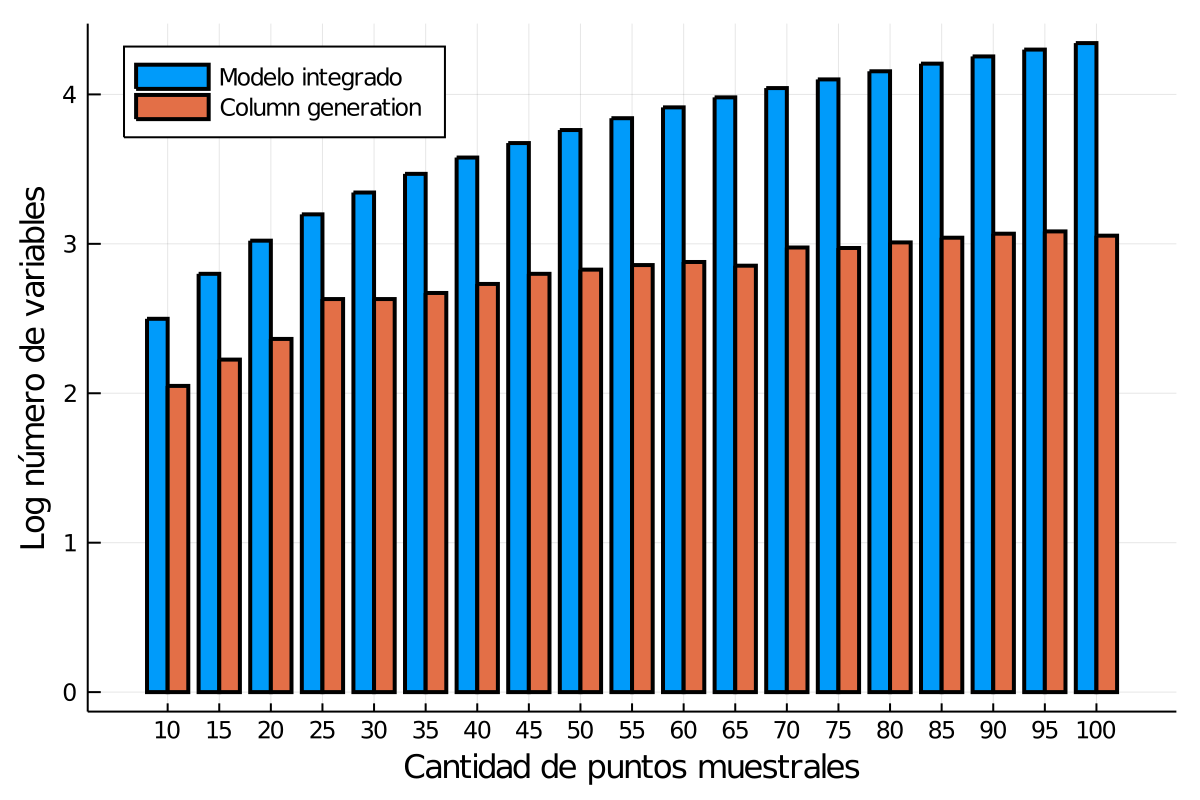 Modelo integrado
Column generation
4
3
2
1
0
Log número de variables
10 15 20 25 30 35 40 45 50 55 60 65 70 75 80 85 90 95 100
Cantidad de puntos muestrales